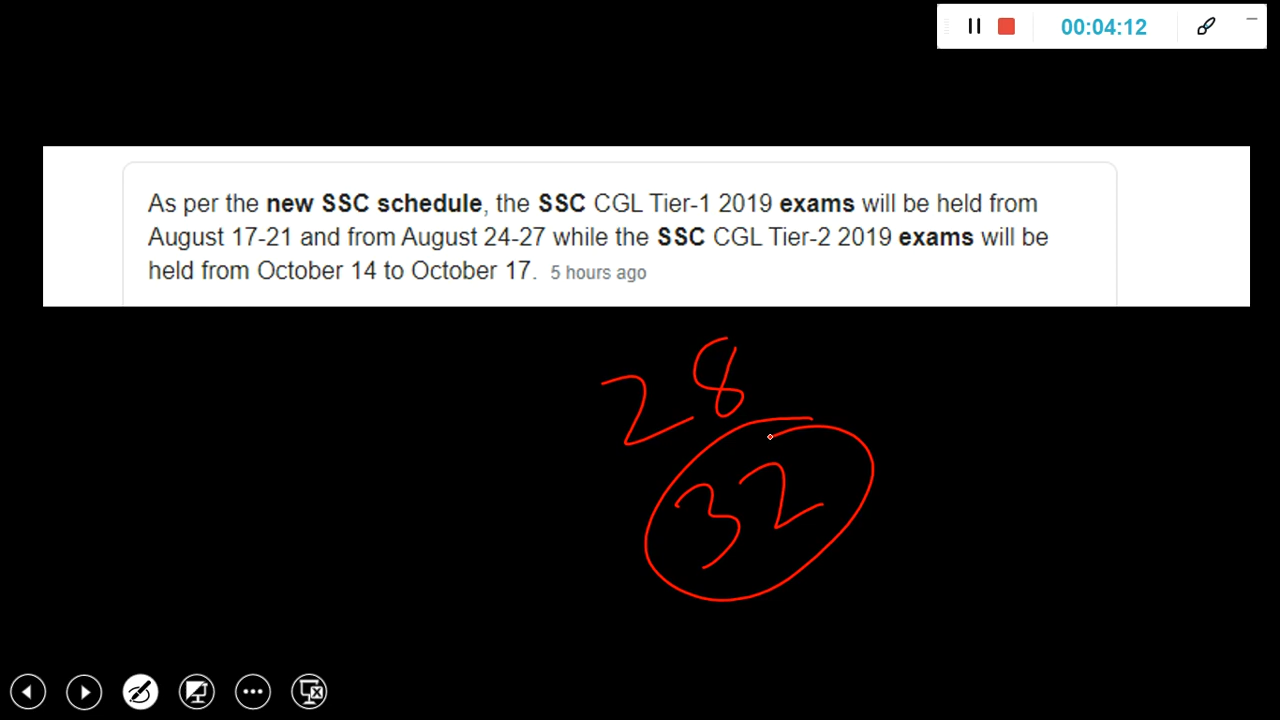 00:04:12
As per the new SSC schedule, the SSC CGL Tier-1 2019 exams will be held from
August 17-21 and from August 24-27 while the SSC CGL Tier-2 2019 exams will be
held from October 14 to October 17. 5 hours ago
28
32